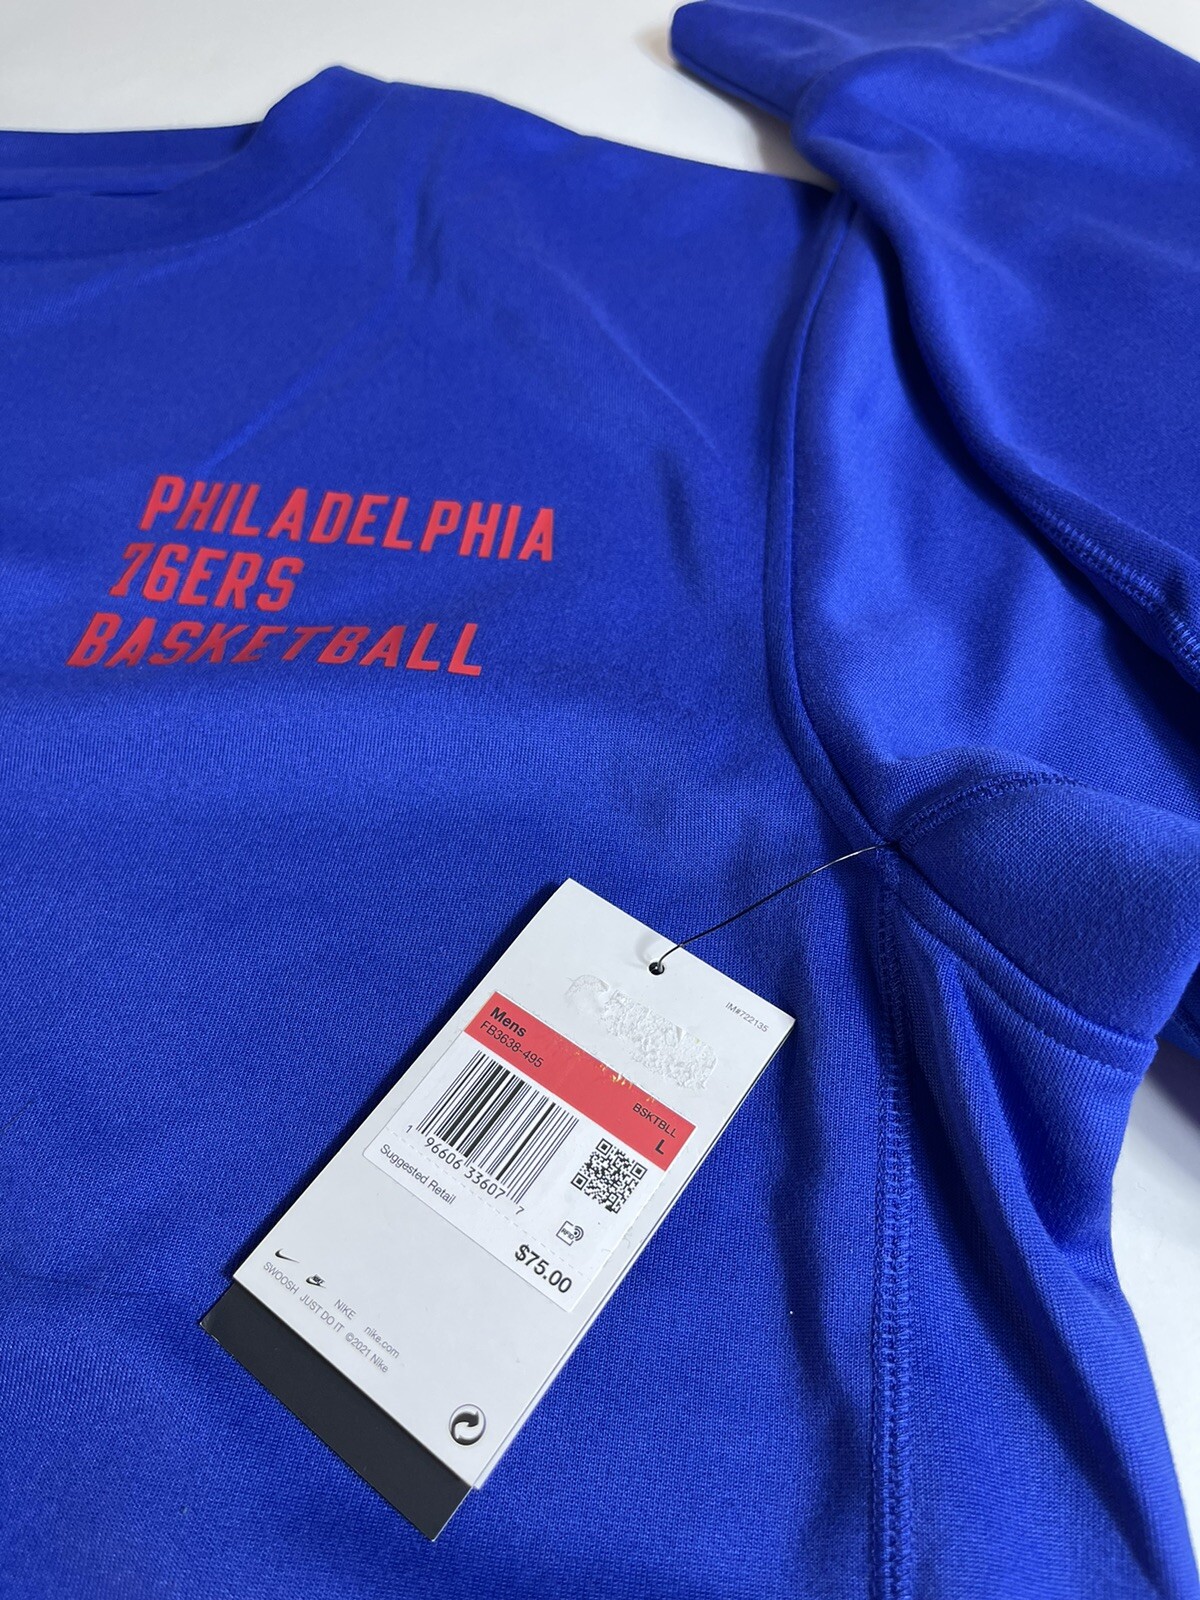 PHILADELPHIA
76ERS
BASKETBALL
IM#722135
Mens
FB3638-495
BSKTBLL
L
1 96606 33607 7
Suggested Retail
RFID
$75.00
NIKE nike.com
SWOOSH JUST DO IT ©2021 Nike